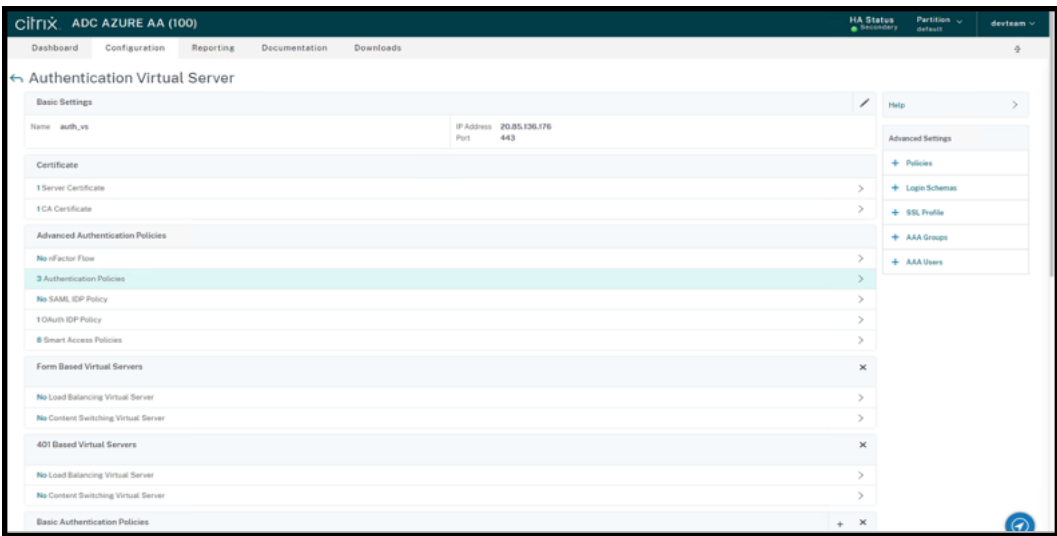 citrix. ADC AZURE AA (100)
HA Status
Secondary
Partition
default
devteam
Dashboard Configuration Reporting Documentation Downloads
Authentication Virtual Server
Basic Settings
Name auth_vs
IP Address 20.85.136.176
Port 443
Certificate
1 Server Certificate
1 CA Certificate
Advanced Authentication Policies
No nFactor Flow
3 Authentication Policies
No SAML IDP Policy
1 OAuth IDP Policy
8 Smart Access Policies
Form Based Virtual Servers
No Load Balancing Virtual Server
No Content Switching Virtual Server
401 Based Virtual Servers
No Load Balancing Virtual Server
No Content Switching Virtual Server
Basic Authentication Policies
Help
Advanced Settings
Policies
Login Schemas
SSL Profile
AAA Groups
AAA Users